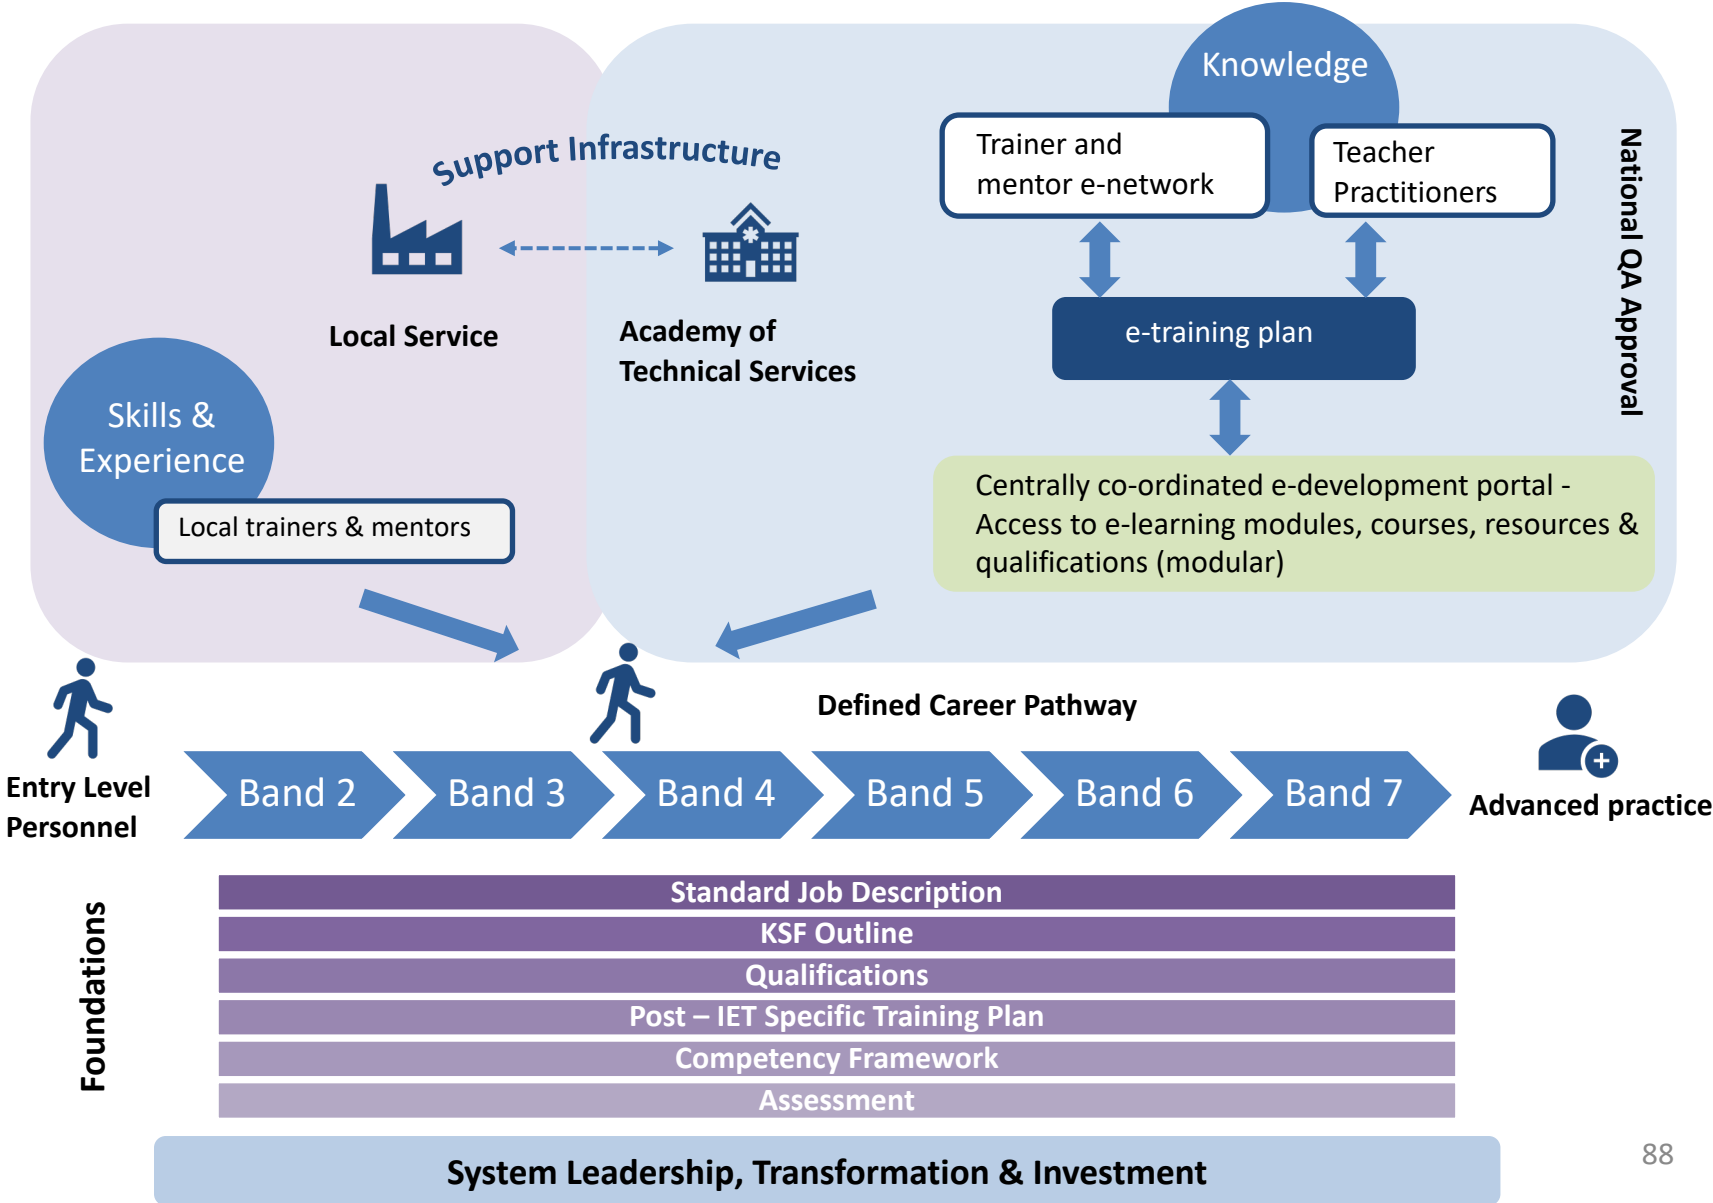 Knowledge
Trainer and
mentor e-network
Teacher
Practitioners
National QA Approval
Support Infrastructure
Local Service
Academy of
Technical Services
e-training plan
Skills &
Experience
Local trainers & mentors
Centrally co-ordinated e-development portal -
Access to e-learning modules, courses, resources &
qualifications (modular)
Defined Career Pathway
Entry Level
Personnel
Band 2
Band 3
Band 4
Band 5
Band 6
Band 7
Advanced practice
Foundations
Standard Job Description
KSF Outline
Qualifications
Post – IET Specific Training Plan
Competency Framework
Assessment
System Leadership, Transformation & Investment
88